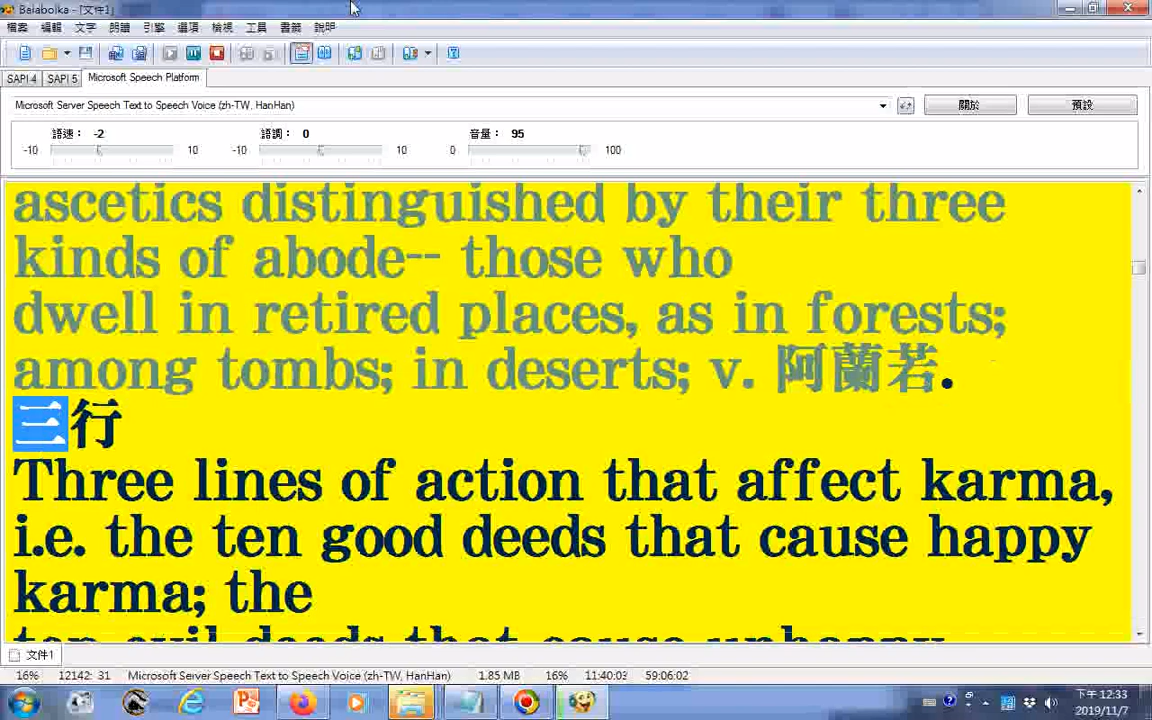 Balabolka - [文件1]
檔案 編輯 文字 朗讀 引擎 選項 檢視 工具 書籤 說明
SAPI 4 SAPI 5 Microsoft Speech Platform
Microsoft Server Speech Text to Speech Voice (zh-TW, HanHan) 關於 預設
語速: -2 語調: 0 音量: 95
-10 10 -10 10 0 100
ascetics distinguished by their three
kinds of abode-- those who
dwell in retired places, as in forests;
among tombs; in deserts; v. 阿蘭若.
三行
Three lines of action that affect karma,
i.e. the ten good deeds that cause happy
karma; the
ten evil deeds that cause unhappy
文件1
16% 12142: 31 Microsoft Server Speech Text to Speech Voice (zh-TW, HanHan) 1.85 MB 16% 11:40:03 59:06:02
下午 12:33
2019/11/7